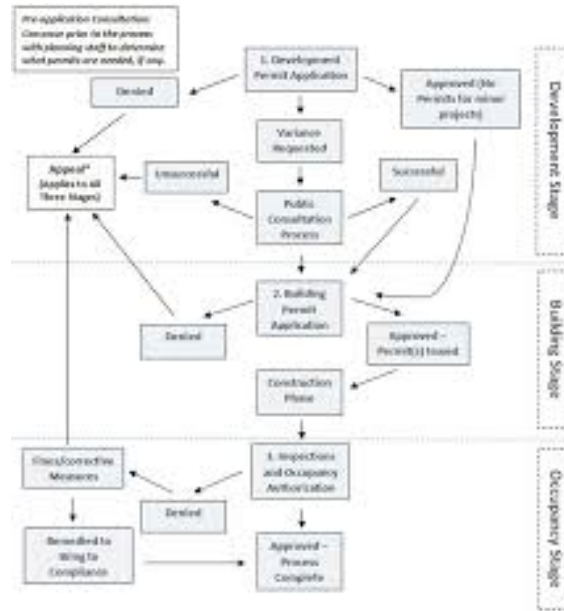 Pre-application Consultation:
Converse prior to the process
with planning staff to determine
what permits are needed, if any.
1. Development
Permit Application
Denied
Approved (No
Permits for minor
projects)
Variance
Requested
Appeal*
(Applies to All
Three Stages)
Unsuccessful
Successful
Public
Consultation
Process
Development Stage
2. Building
Permit
Application
Denied
Approved –
Permit(s) Issued
Construction
Phase
Building Stage
3. Inspections
and Occupancy
Authorization
Fines/corrective
Measures
Denied
Remedied to
Bring to
Compliance
Approved –
Process
Complete
Occupancy Stage